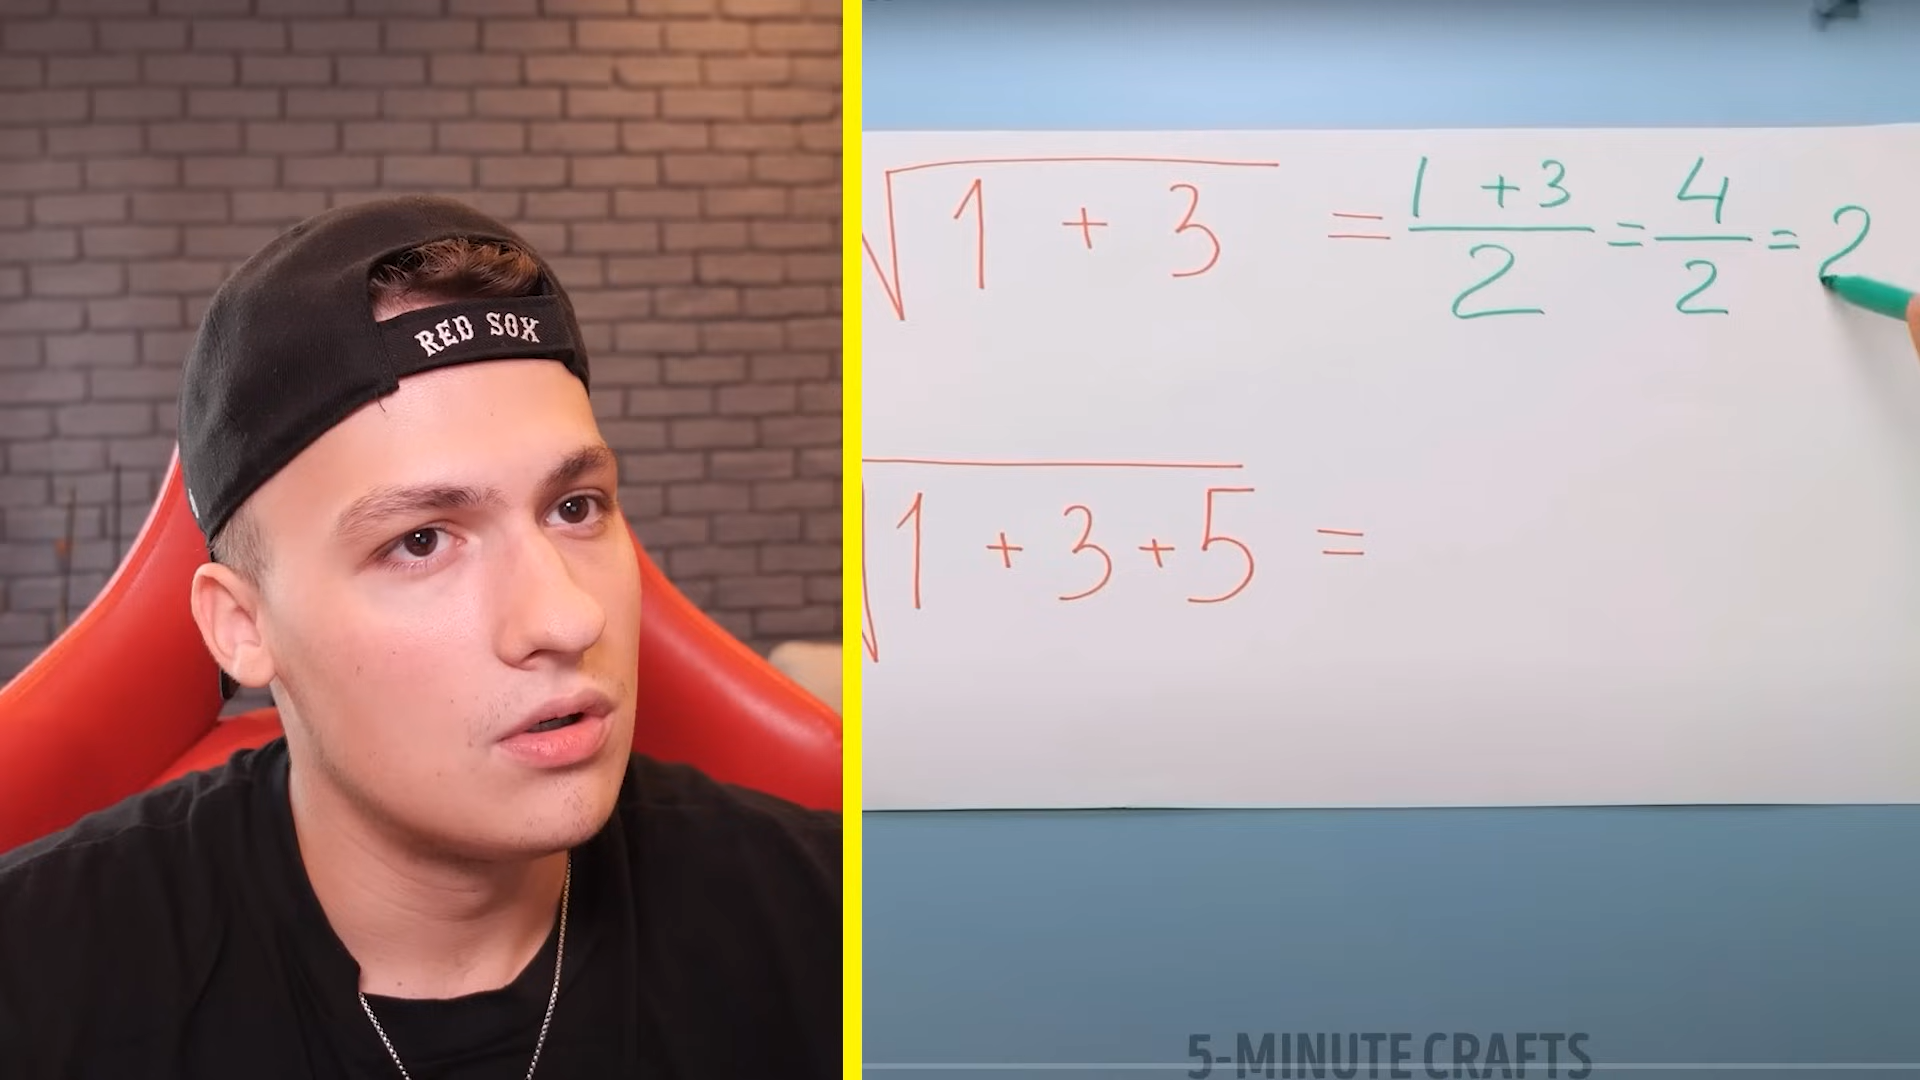 RED SOX
√1 + 3 = 1 + 3 / 2 = 4 / 2 = 2
√1 + 3 + 5 =
5-MINUTE CRAFTS